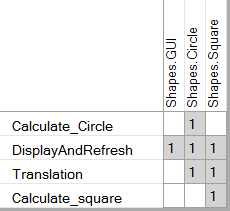 Shapes.GUI Shapes.Circle Shapes.Square
Calculate_Circle 1
DisplayAndRefresh 1 1 1
Translation 1 1
Calculate_square 1